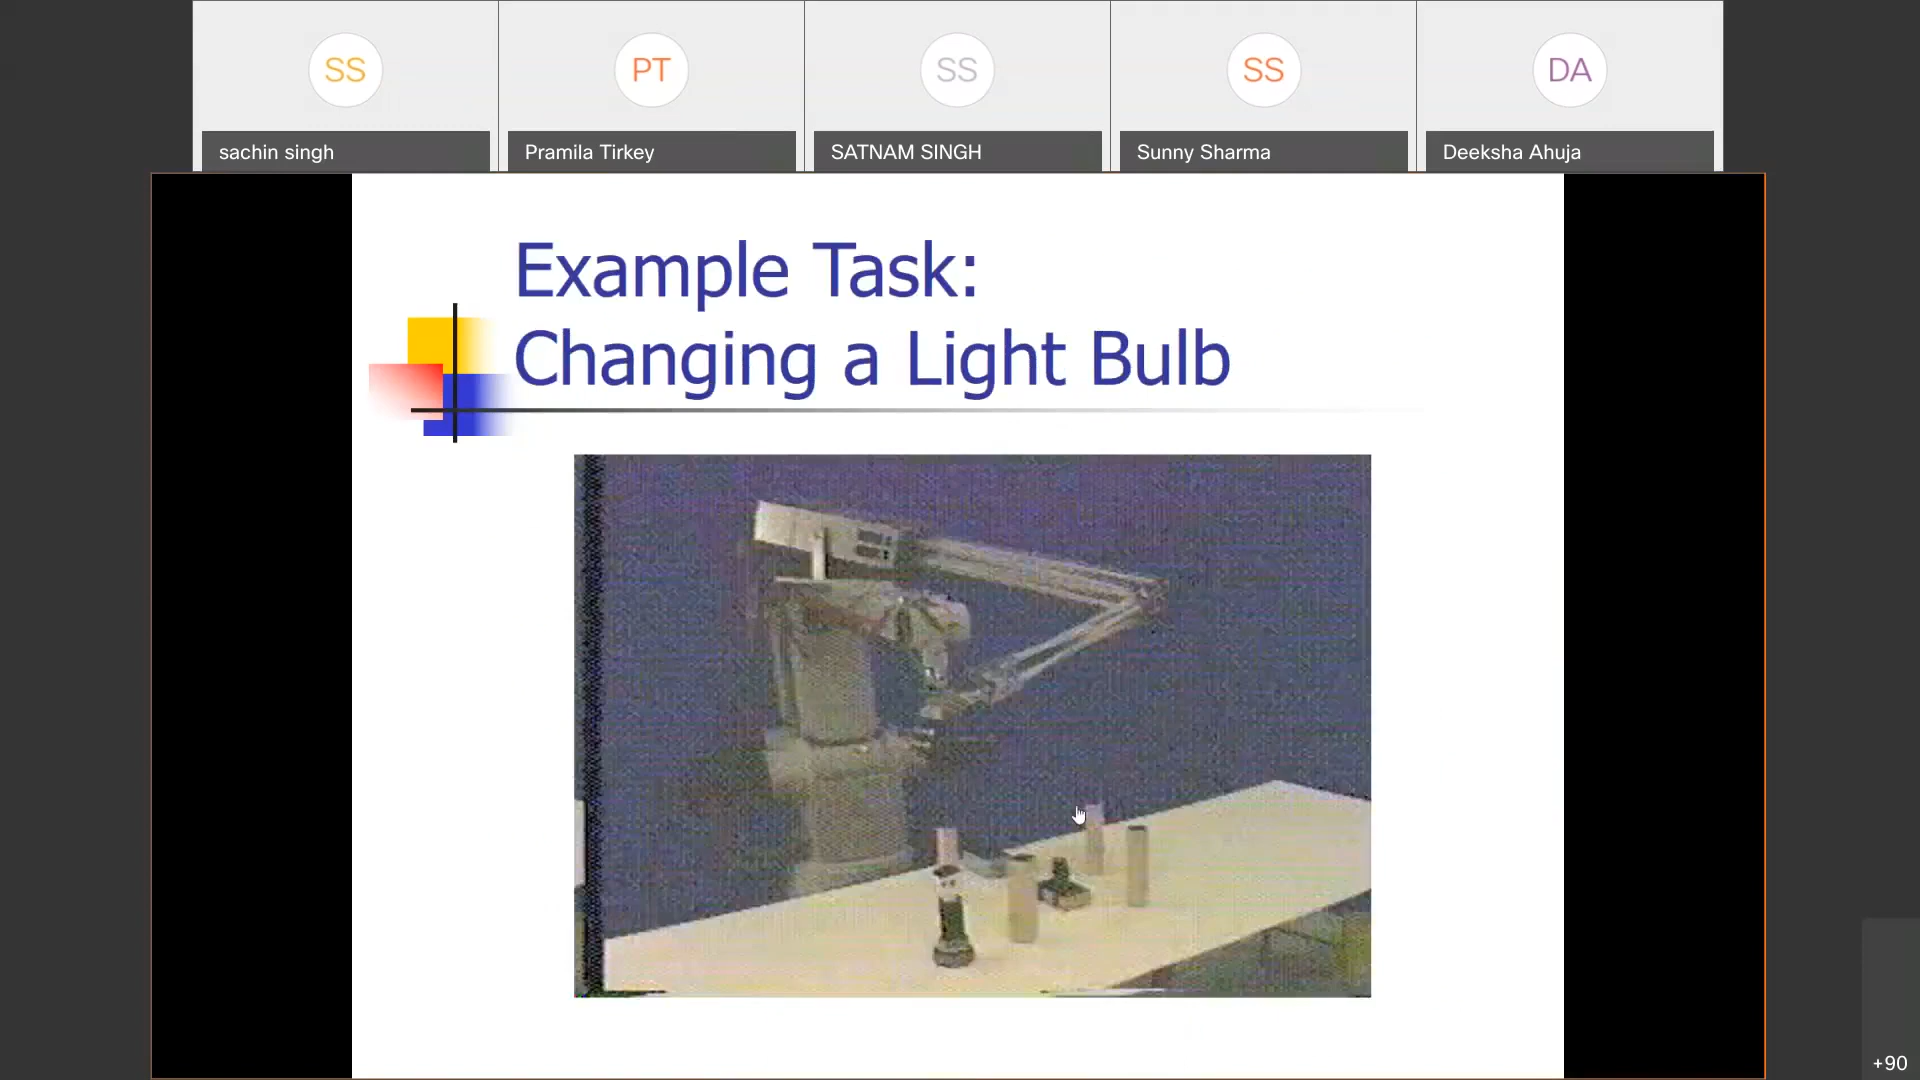 SS
PT
SS
SS
DA
sachin singh
Pramila Tirkey
SATNAM SINGH
Sunny Sharma
Deeksha Ahuja
Example Task:
Changing a Light Bulb
+90